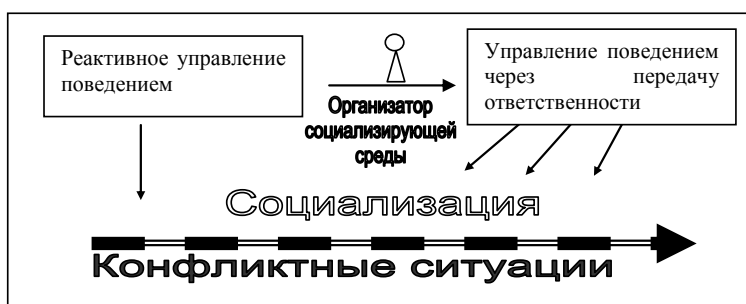 Реактивное управление
поведением
Организатор
социализирующей
среды
Управление поведением
через передачу
ответственности
Социализация
Конфликтные ситуации